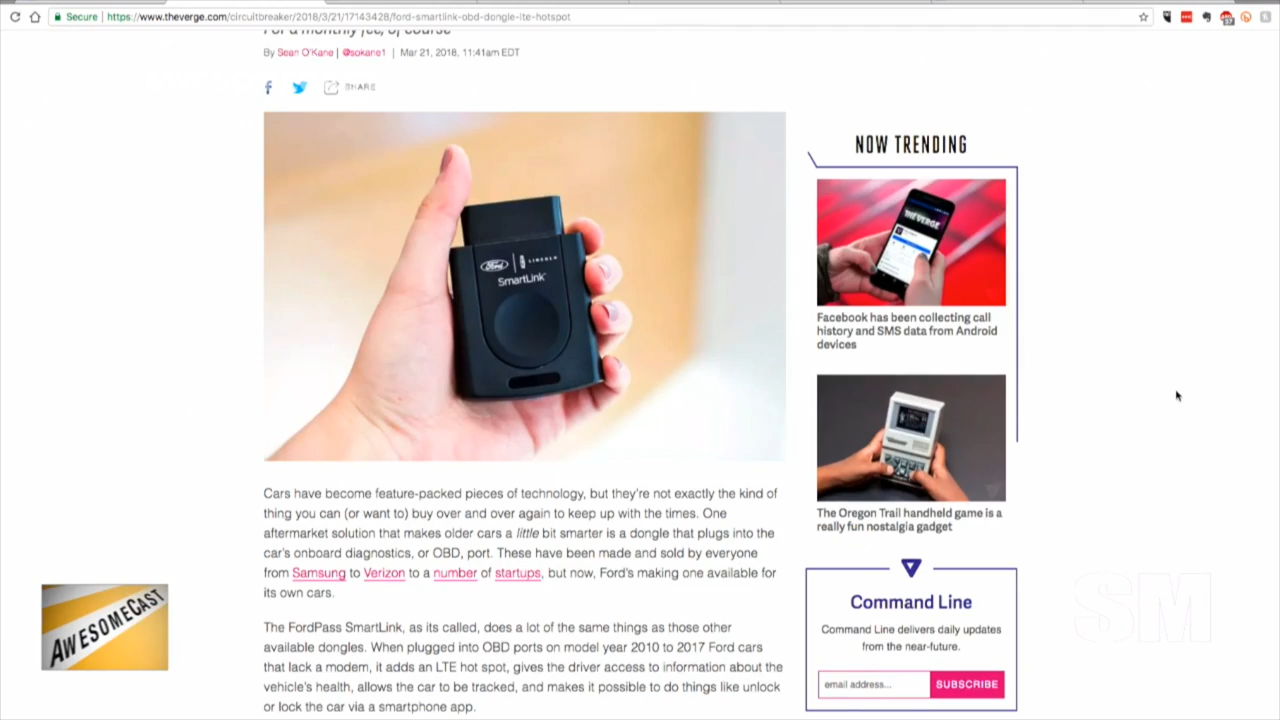 Secure | https://www.theverge.com/circuitbreaker/2018/3/21/17143428/ford-smartlink-obd-dongle-lte-hotspot
For a monthly fee, of course
By Sean O'Kane | @sokane1 | Mar 21, 2018, 11:41am EDT
SHARE
Ford | LINCOLN
SmartLink
Cars have become feature-packed pieces of technology, but they're not exactly the kind of
thing you can (or want to) buy over and over again to keep up with the times. One
aftermarket solution that makes older cars a little bit smarter is a dongle that plugs into the
car's onboard diagnostics, or OBD, port. These have been made and sold by everyone
from Samsung to Verizon to a number of startups, but now, Ford's making one available for
its own cars.
The FordPass SmartLink, as its called, does a lot of the same things as those other
available dongles. When plugged into OBD ports on model year 2010 to 2017 Ford cars
that lack a modem, it adds an LTE hot spot, gives the driver access to information about the
vehicle's health, allows the car to be tracked, and makes it possible to do things like unlock
or lock the car via a smartphone app.
NOW TRENDING
THE VERGE
Facebook has been collecting call
history and SMS data from Android
devices
The Oregon Trail handheld game is a
really fun nostalgia gadget
Command Line
Command Line delivers daily updates
from the near-future.
email address... SUBSCRIBE
AWESOMECAST
SM